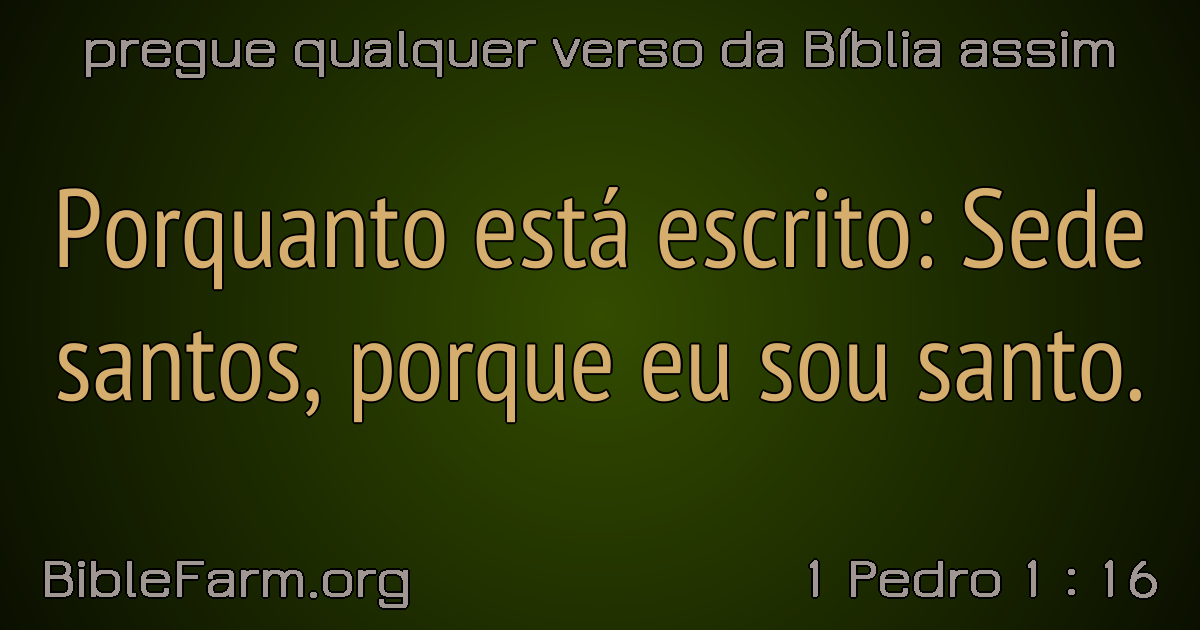 pregue qualquer verso da Bíblia assim
Porquanto está escrito: Sede
santos, porque eu sou santo.
BibleFarm.org
1 Pedro 1 : 16